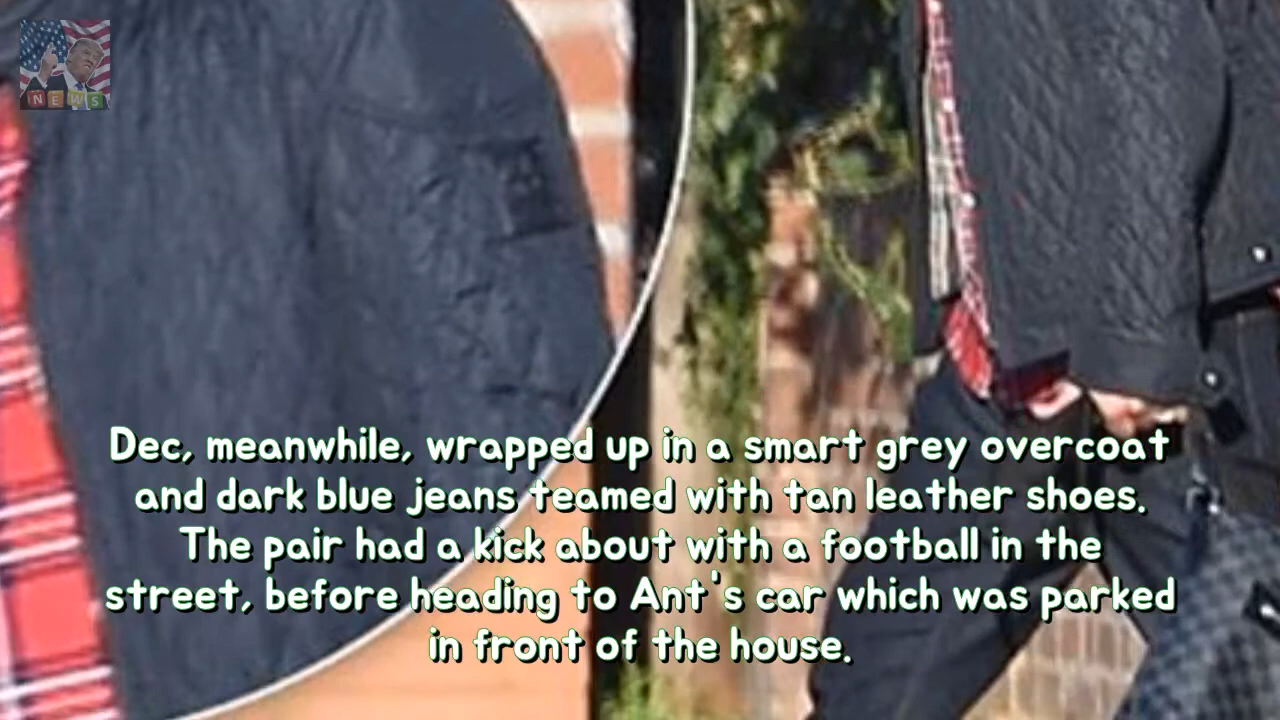 NEWS
Dec, meanwhile, wrapped up in a smart grey overcoat
and dark blue jeans teamed with tan leather shoes.
The pair had a kick about with a football in the
street, before heading to Ant's car which was parked
in front of the house.